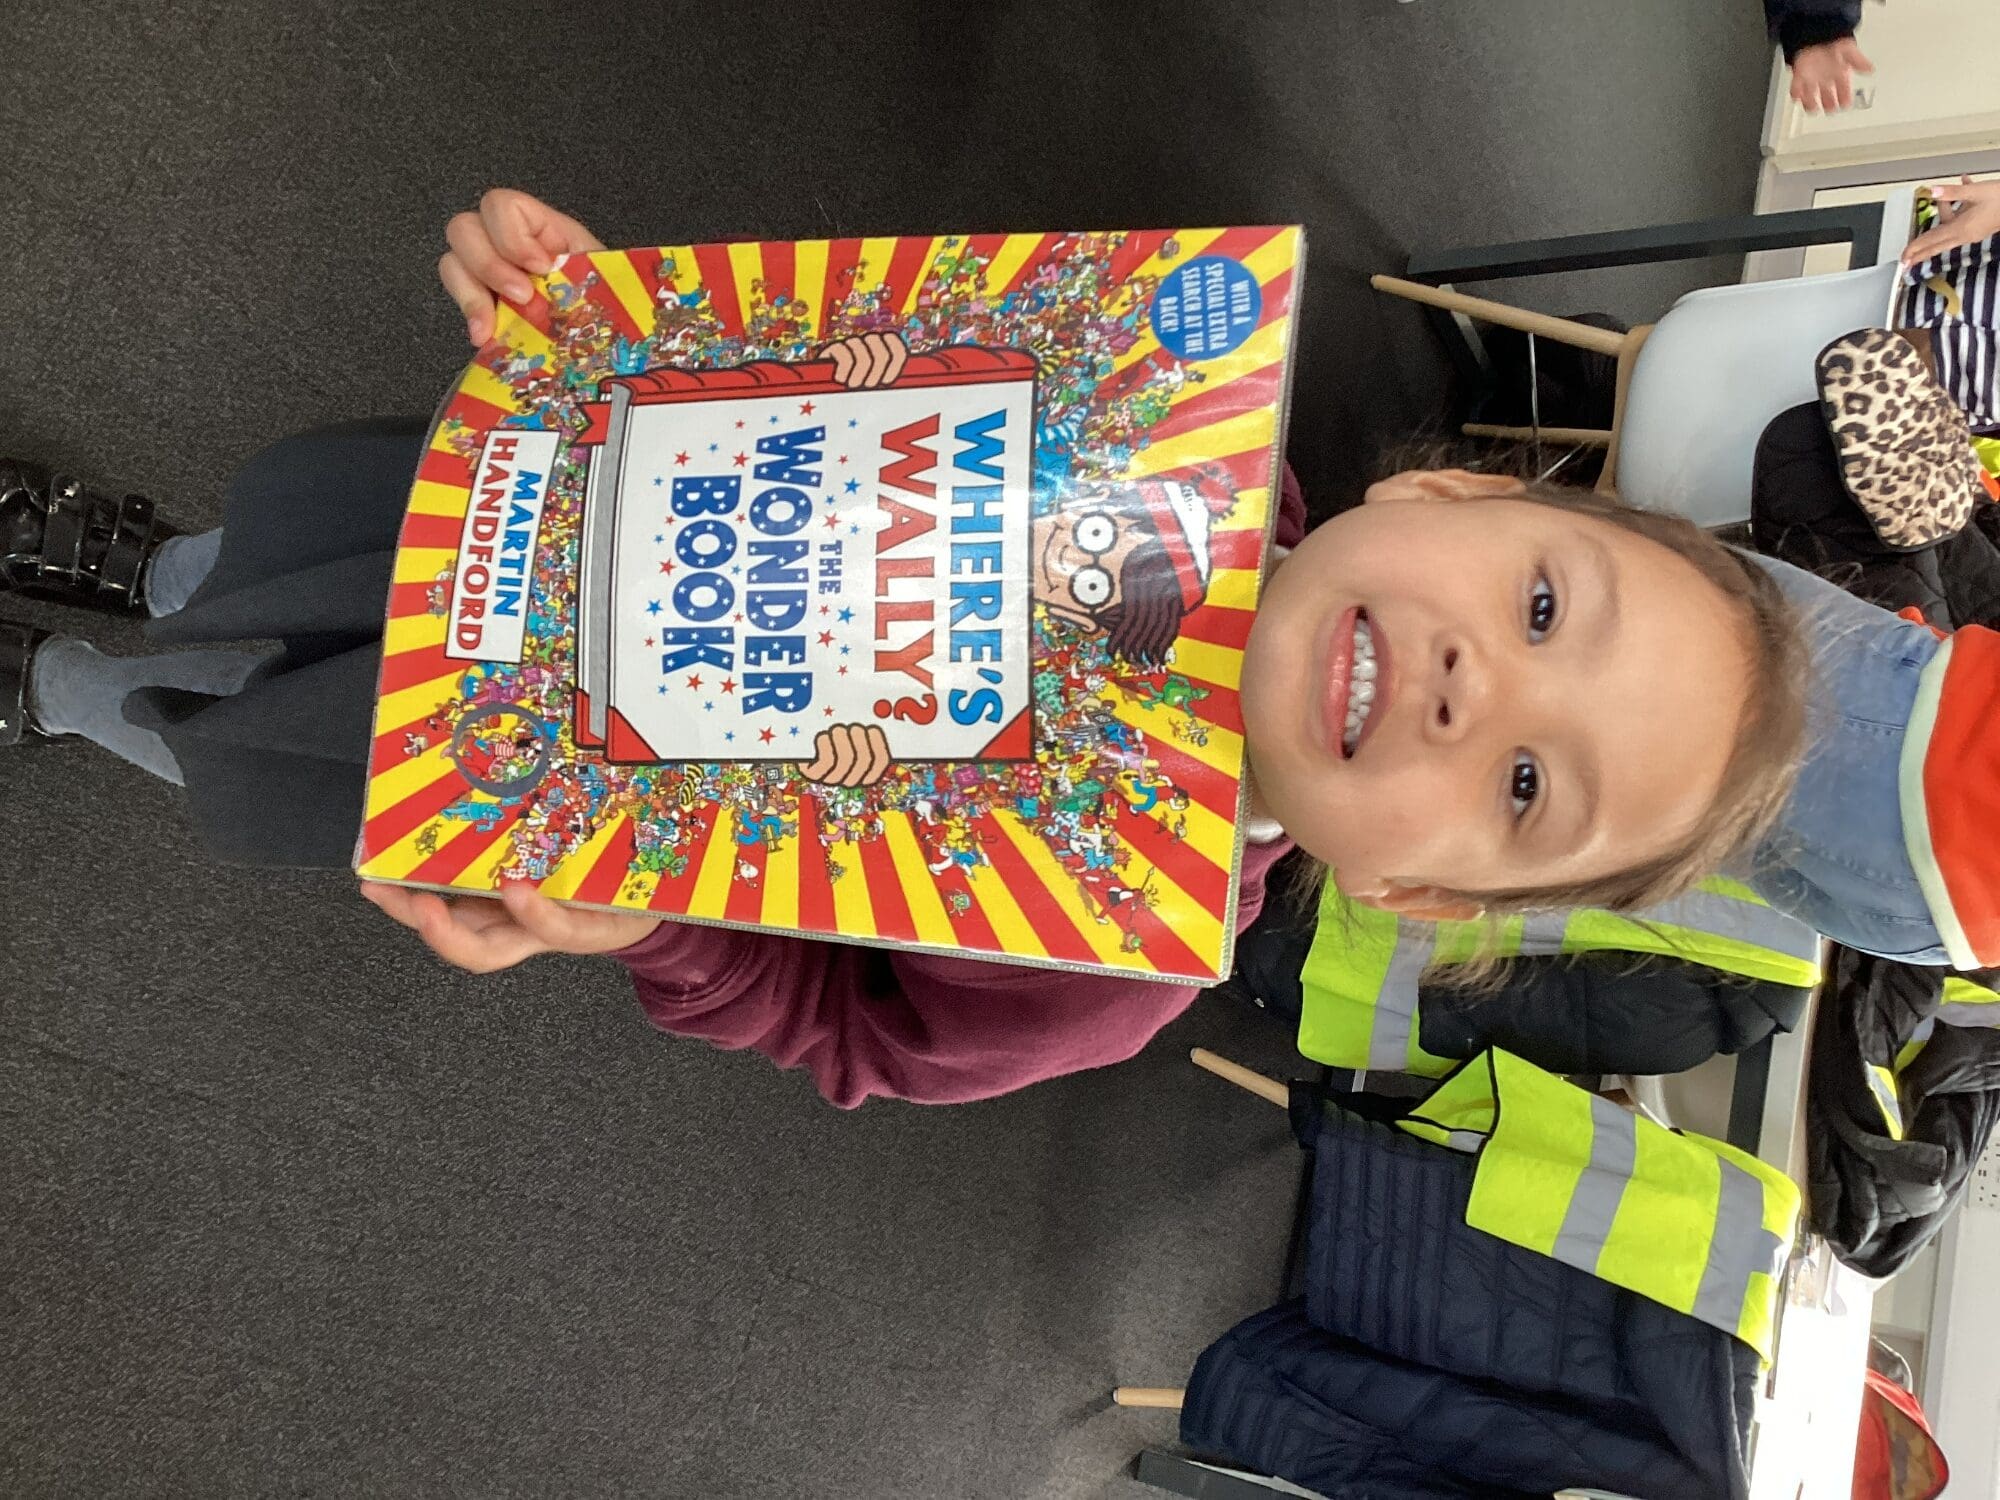 WITH A
SPECIAL EXTRA
SEARCH AT THE
BACK!
WHERE'S
WALLY?
THE
WONDER
BOOK
MARTIN
HANDFORD